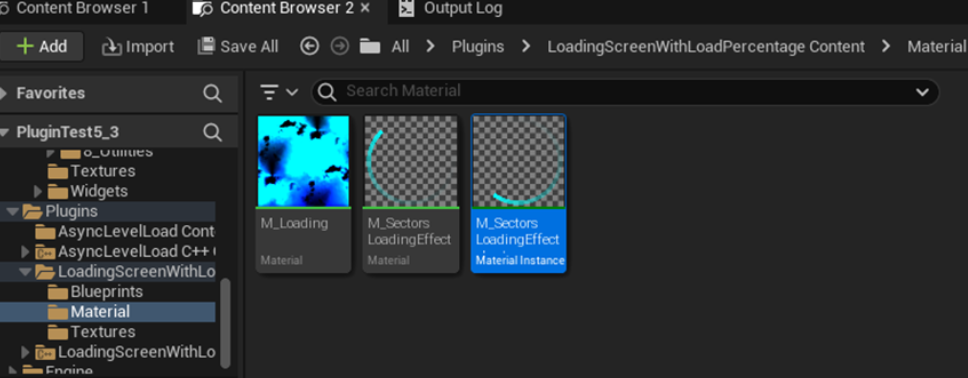 Content Browser 1
Content Browser 2
Output Log
Add
Import
Save All
All
Plugins
LoadingScreenWithLoadPercentage Content
Material
Favorites
Search Material
PluginTest5_3
8_Utilities
Textures
Widgets
Plugins
AsyncLevelLoad Cont
AsyncLevelLoad C++
LoadingScreenWithLo
Blueprints
Material
Textures
LoadingScreenWithLo
Engine
M_Loading
Material
M_Sectors
LoadingEffect
Material
M_Sectors
LoadingEffect
Material Instance